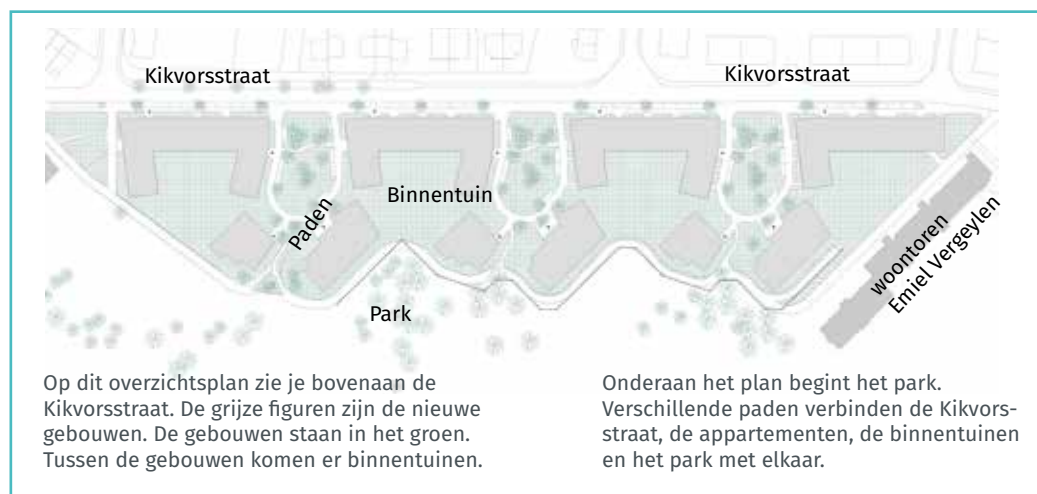 Kikvorsstraat
Kikvorsstraat
Binnentuin
Paden
woontoren
Emiel Vergeylen
Park
Op dit overzichtsplan zie je bovenaan de
Kikvorsstraat. De grijze figuren zijn de nieuwe
gebouwen. De gebouwen staan in het groen.
Tussen de gebouwen komen er binnentuinen.
Onderaan het plan begint het park.
Verschillende paden verbinden de Kikvors-
straat, de appartementen, de binnentuinen
en het park met elkaar.